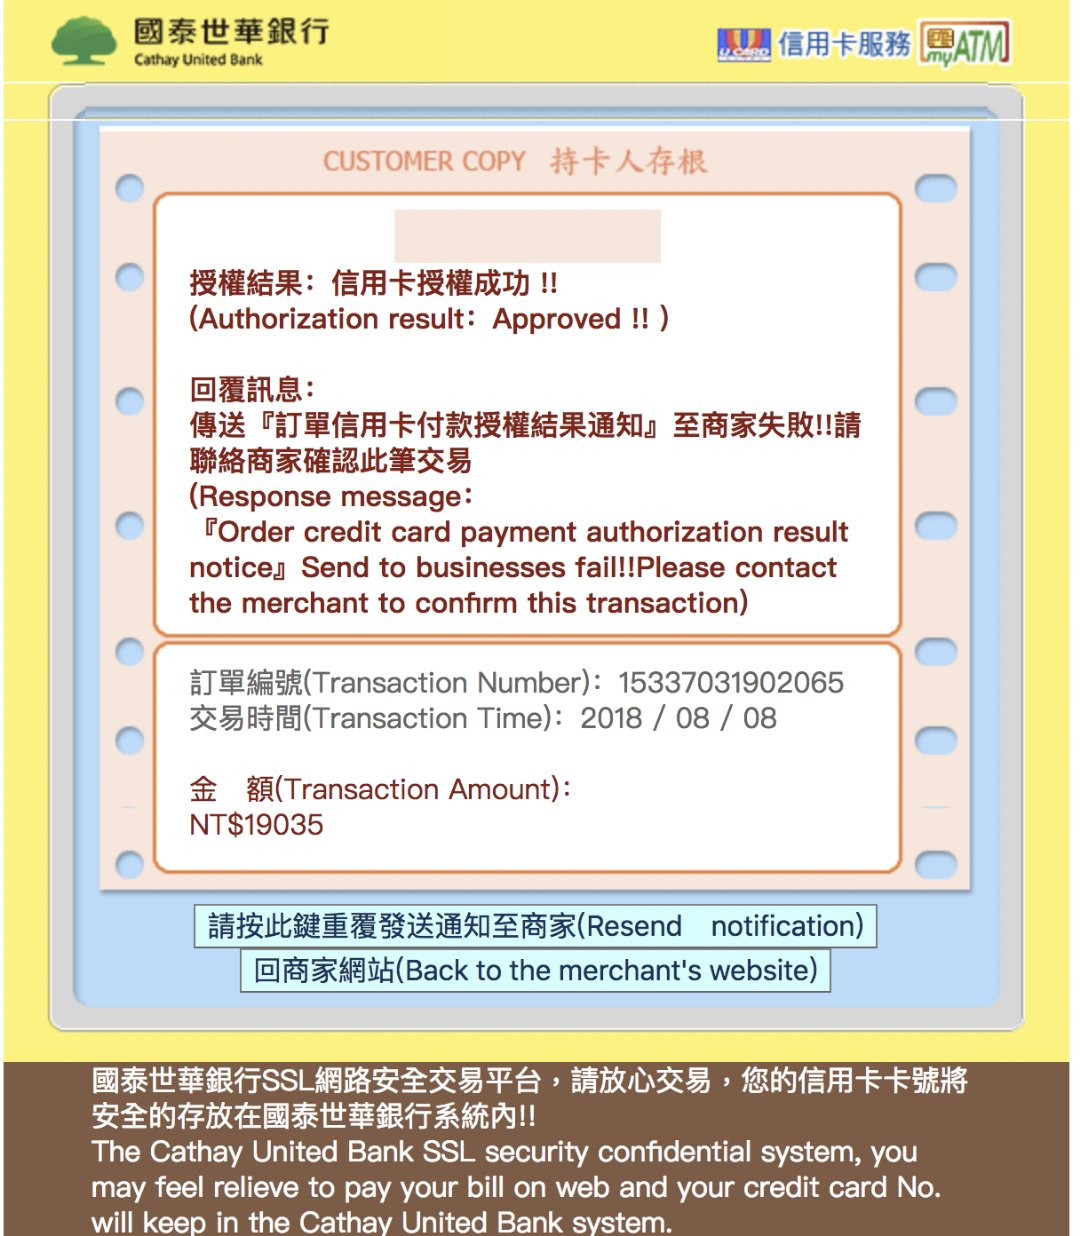 國泰世華銀行
Cathay United Bank
U CARD 信用卡服務 myATM
CUSTOMER COPY 持卡人存根
授權結果：信用卡授權成功 !!
(Authorization result：Approved !! )
回覆訊息：
傳送『訂單信用卡付款授權結果通知』至商家失敗!!請
聯絡商家確認此筆交易
(Response message：
『Order credit card payment authorization result
notice』Send to businesses fail!!Please contact
the merchant to confirm this transaction)
訂單編號(Transaction Number)：15337031902065
交易時間(Transaction Time)：2018 / 08 / 08
金　額(Transaction Amount)：
NT$19035
請按此鍵重覆發送通知至商家(Resend　notification)
回商家網站(Back to the merchant's website)
國泰世華銀行SSL網路安全交易平台，請放心交易，您的信用卡卡號將
安全的存放在國泰世華銀行系統內!!
The Cathay United Bank SSL security confidential system, you
may feel relieve to pay your bill on web and your credit card No.
will keep in the Cathay United Bank system.